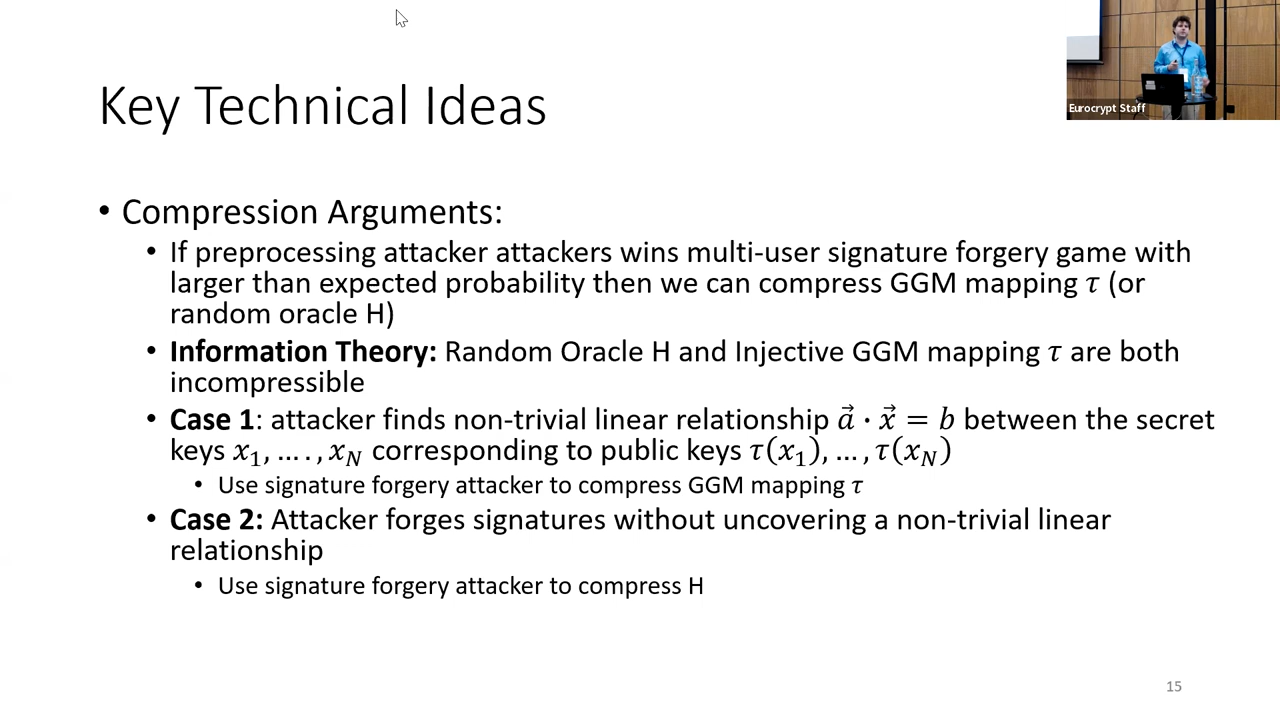 Eurocrypt Staff
Key Technical Ideas
• Compression Arguments:
• If preprocessing attacker attackers wins multi-user signature forgery game with
larger than expected probability then we can compress GGM mapping 𝜏 (or
random oracle H)
• Information Theory: Random Oracle H and Injective GGM mapping 𝜏 are both
incompressible
• Case 1: attacker finds non-trivial linear relationship a⃗ · x⃗ = b between the secret
keys x₁, … . , x_N corresponding to public keys 𝜏(x₁), … , 𝜏(x_N)
• Use signature forgery attacker to compress GGM mapping 𝜏
• Case 2: Attacker forges signatures without uncovering a non-trivial linear
relationship
• Use signature forgery attacker to compress H
15